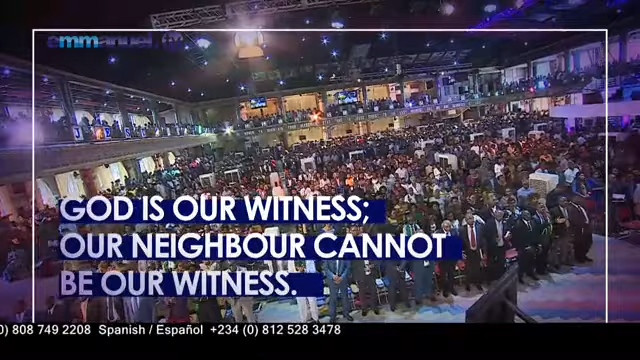 emmanuel.tv
GOD IS OUR WITNESS;
OUR NEIGHBOUR CANNOT
BE OUR WITNESS.
0) 808 749 2208 Spanish / Español +234 (0) 812 528 3478